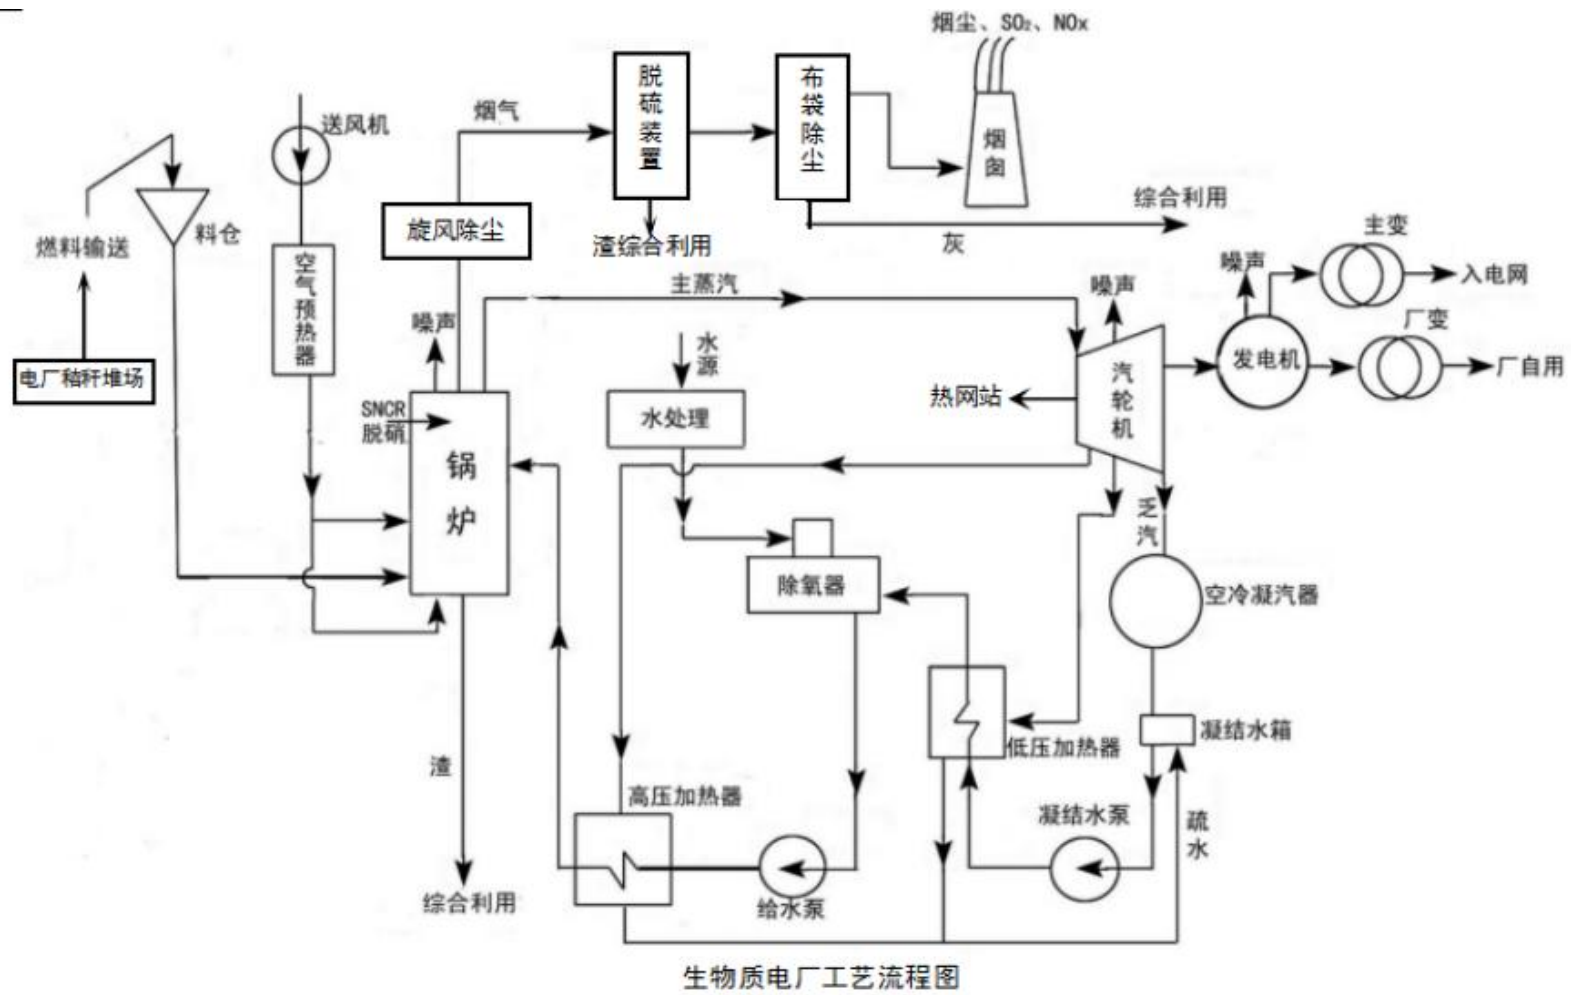 烟尘、SO₂、NOx
脱硫装置
布袋除尘
烟气
送风机
烟囱
综合利用
旋风除尘
料仓
燃料输送
渣综合利用
灰
主变
噪声
入电网
空气预热器
主蒸汽
噪声
噪声
水源
厂变
发电机
厂自用
电厂秸秆堆场
SNCR
脱硝
热网站
汽轮机
水处理
锅炉
乏汽
除氧器
空冷凝汽器
凝结水箱
低压加热器
渣
高压加热器
凝结水泵
疏水
综合利用
给水泵
生物质电厂工艺流程图